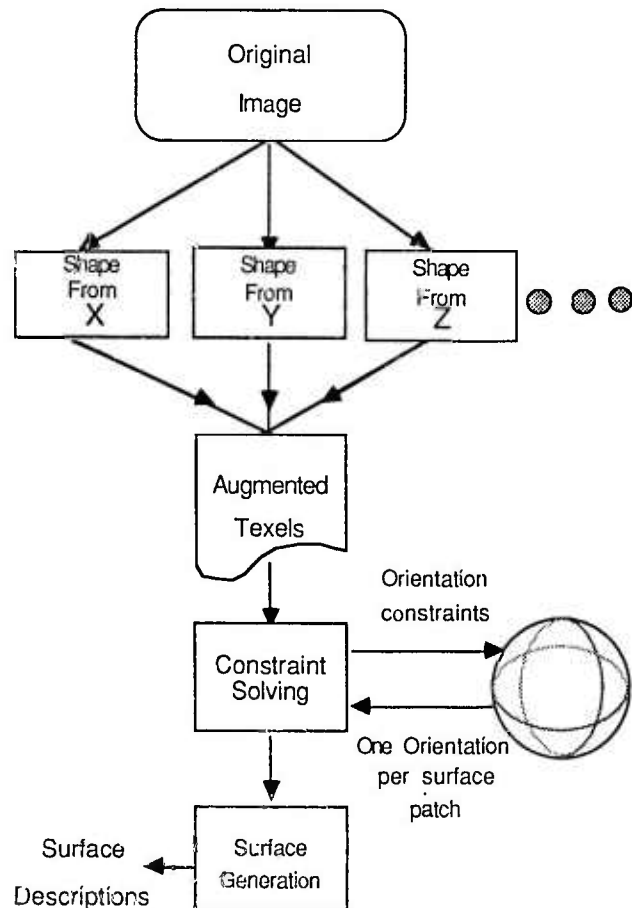 Original
Image
Shape
From
X
Shape
From
Y
Shape
From
Z
Augmented
Texels
Orientation
constraints
Constraint
Solving
One Orientation
per surface
patch
Surface
Descriptions
Surface
Generation